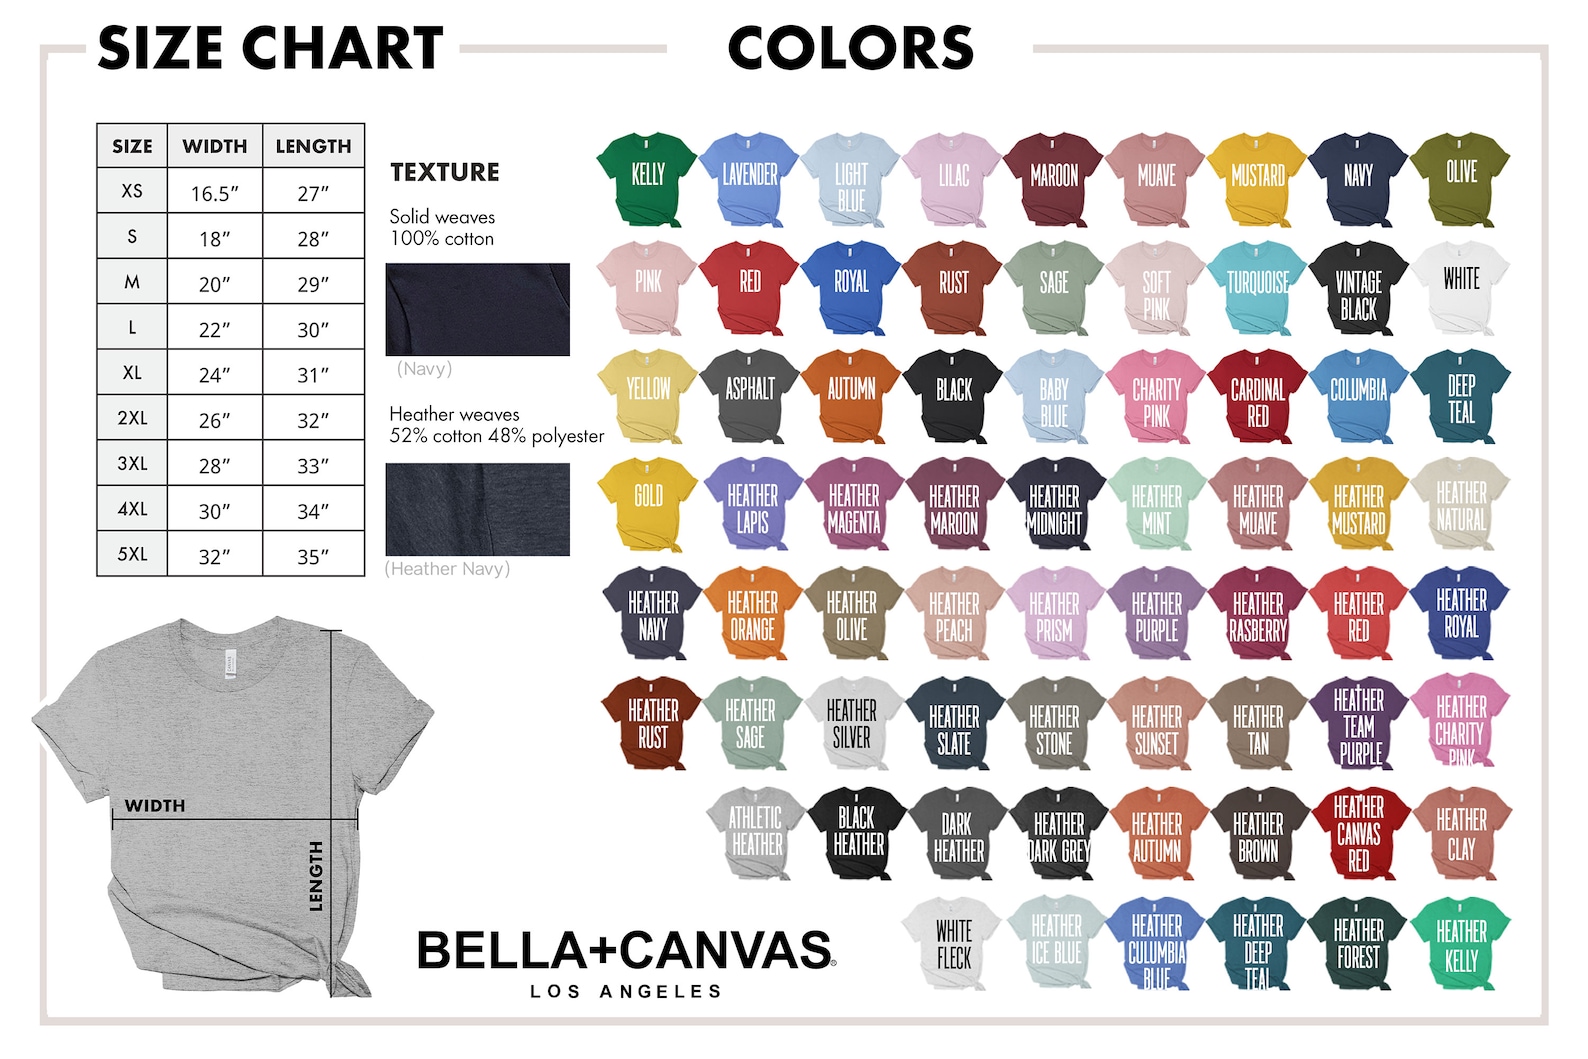 SIZE CHART
COLORS
SIZE WIDTH LENGTH
XS 16.5” 27”
S 18” 28”
M 20” 29”
L 22” 30”
XL 24” 31”
2XL 26” 32”
3XL 28” 33”
4XL 30” 34”
5XL 32” 35”
TEXTURE
Solid weaves
100% cotton
(Navy)
Heather weaves
52% cotton 48% polyester
(Heather Navy)
WIDTH
LENGTH
KELLY
LAVENDER
LIGHT
BLUE
LILAC
MAROON
MUAVE
MUSTARD
NAVY
OLIVE
PINK
RED
ROYAL
RUST
SAGE
SOFT
PINK
TURQUOISE
VINTAGE
BLACK
WHITE
YELLOW
ASPHALT
AUTUMN
BLACK
BABY
BLUE
CHARITY
PINK
CARDINAL
RED
COLUMBIA
DEEP
TEAL
GOLD
HEATHER
LAPIS
HEATHER
MAGENTA
HEATHER
MAROON
HEATHER
MIDNIGHT
HEATHER
MINT
HEATHER
MUAVE
HEATHER
MUSTARD
HEATHER
NATURAL
HEATHER
NAVY
HEATHER
ORANGE
HEATHER
OLIVE
HEATHER
PEACH
HEATHER
PRISM
HEATHER
PURPLE
HEATHER
RASBERRY
HEATHER
RED
HEATHER
ROYAL
HEATHER
RUST
HEATHER
SAGE
HEATHER
SILVER
HEATHER
SLATE
HEATHER
STONE
HEATHER
SUNSET
HEATHER
TAN
HEATHER
TEAM
PURPLE
HEATHER
CHARITY
PINK
ATHLETIC
HEATHER
BLACK
HEATHER
DARK
HEATHER
HEATHER
DARK GREY
HEATHER
AUTUMN
HEATHER
BROWN
HEATHER
CANVAS
RED
HEATHER
CLAY
WHITE
FLECK
HEATHER
ICE BLUE
HEATHER
CULUMBIA
BLUE
HEATHER
DEEP
TEAL
HEATHER
FOREST
HEATHER
KELLY
BELLA+CANVAS®
LOS ANGELES